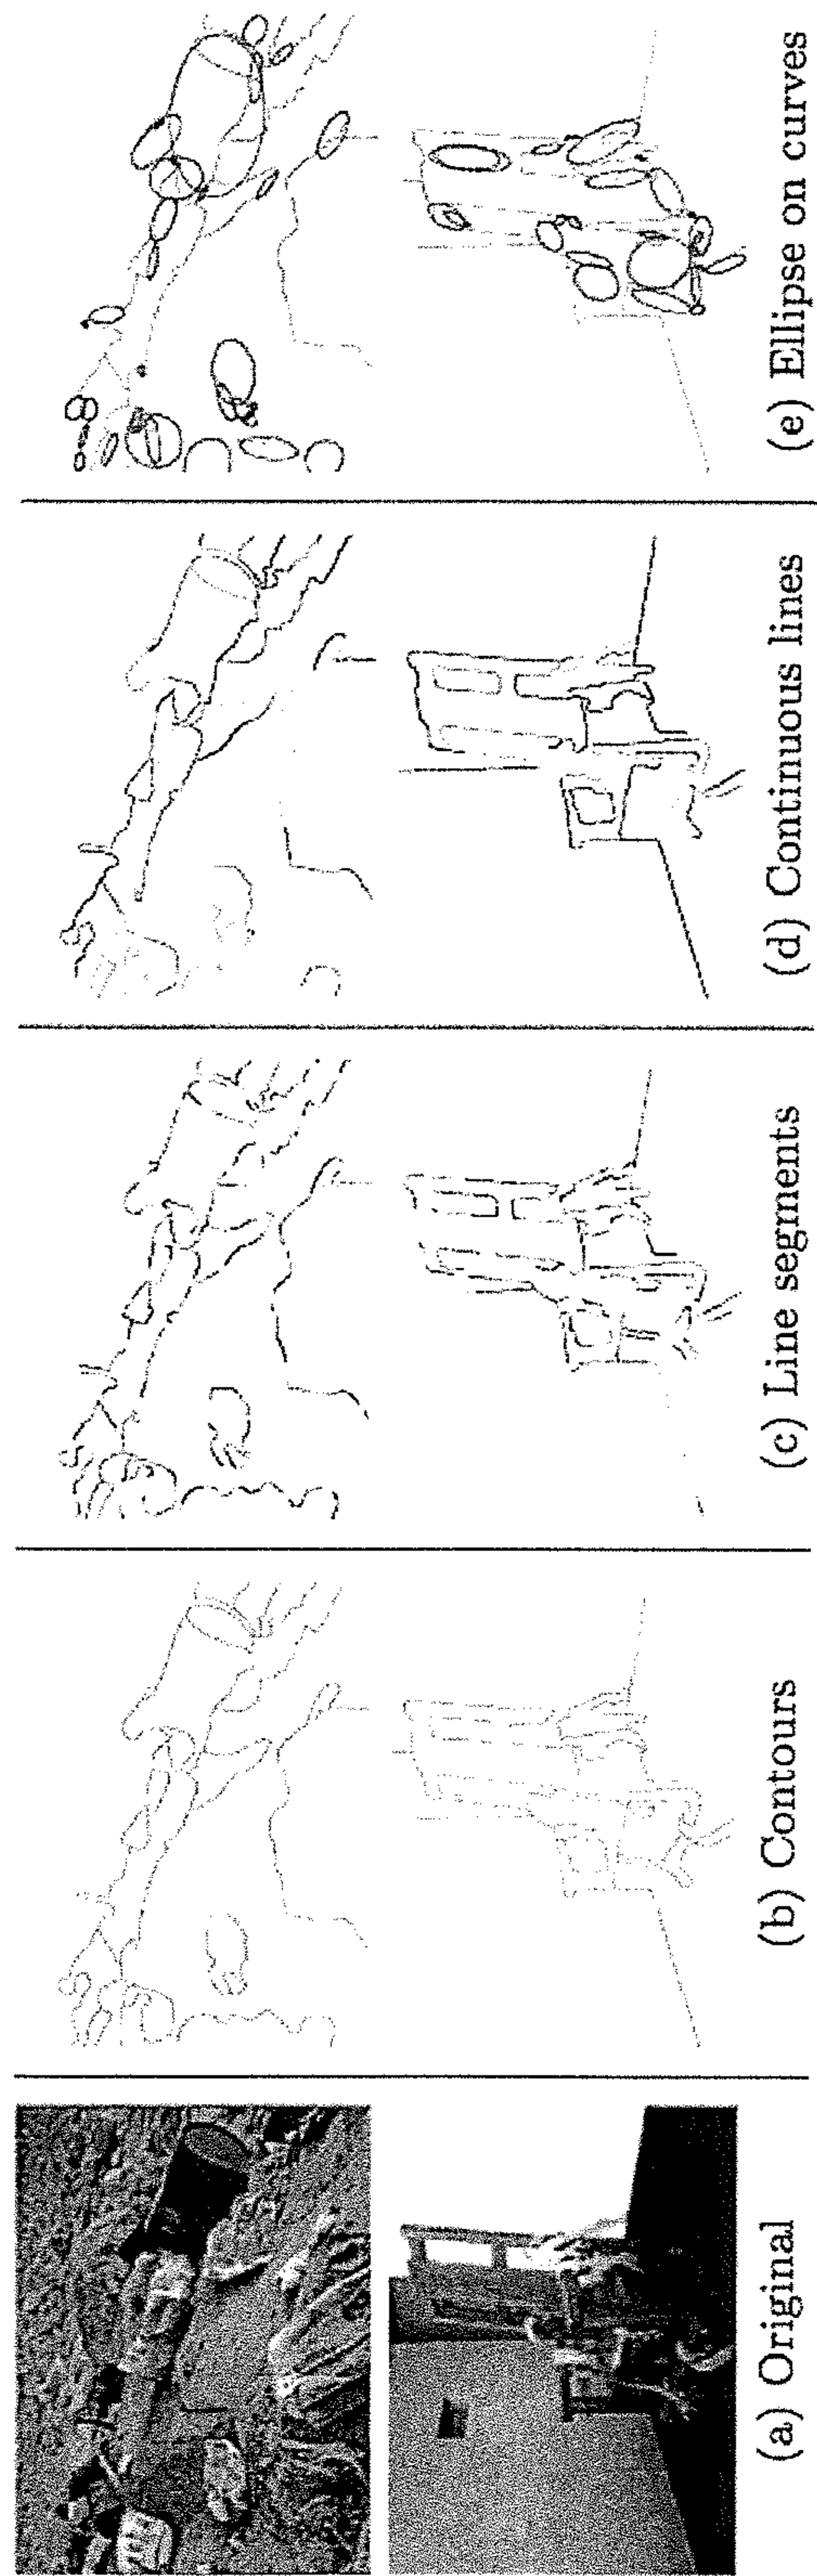 (a) Original
(b) Contours
(c) Line segments
(d) Continuous lines
(e) Ellipse on curves